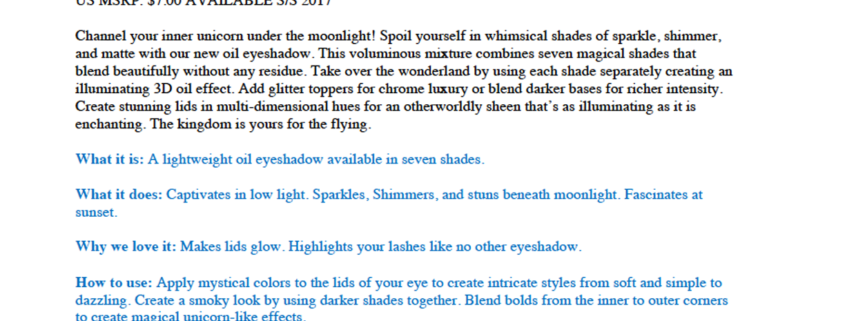 US MSRP: $7.00 AVAILABLE S/S 2017
Channel your inner unicorn under the moonlight! Spoil yourself in whimsical shades of sparkle, shimmer,
and matte with our new oil eyeshadow. This voluminous mixture combines seven magical shades that
blend beautifully without any residue. Take over the wonderland by using each shade separately creating an
illuminating 3D oil effect. Add glitter toppers for chrome luxury or blend darker bases for richer intensity.
Create stunning lids in multi-dimensional hues for an otherworldly sheen that’s as illuminating as it is
enchanting. The kingdom is yours for the flying.
What it is: A lightweight oil eyeshadow available in seven shades.
What it does: Captivates in low light. Sparkles, Shimmers, and stuns beneath moonlight. Fascinates at
sunset.
Why we love it: Makes lids glow. Highlights your lashes like no other eyeshadow.
How to use: Apply mystical colors to the lids of your eye to create intricate styles from soft and simple to
dazzling. Create a smoky look by using darker shades together. Blend bolds from the inner to outer corners
to create magical unicorn-like effects.